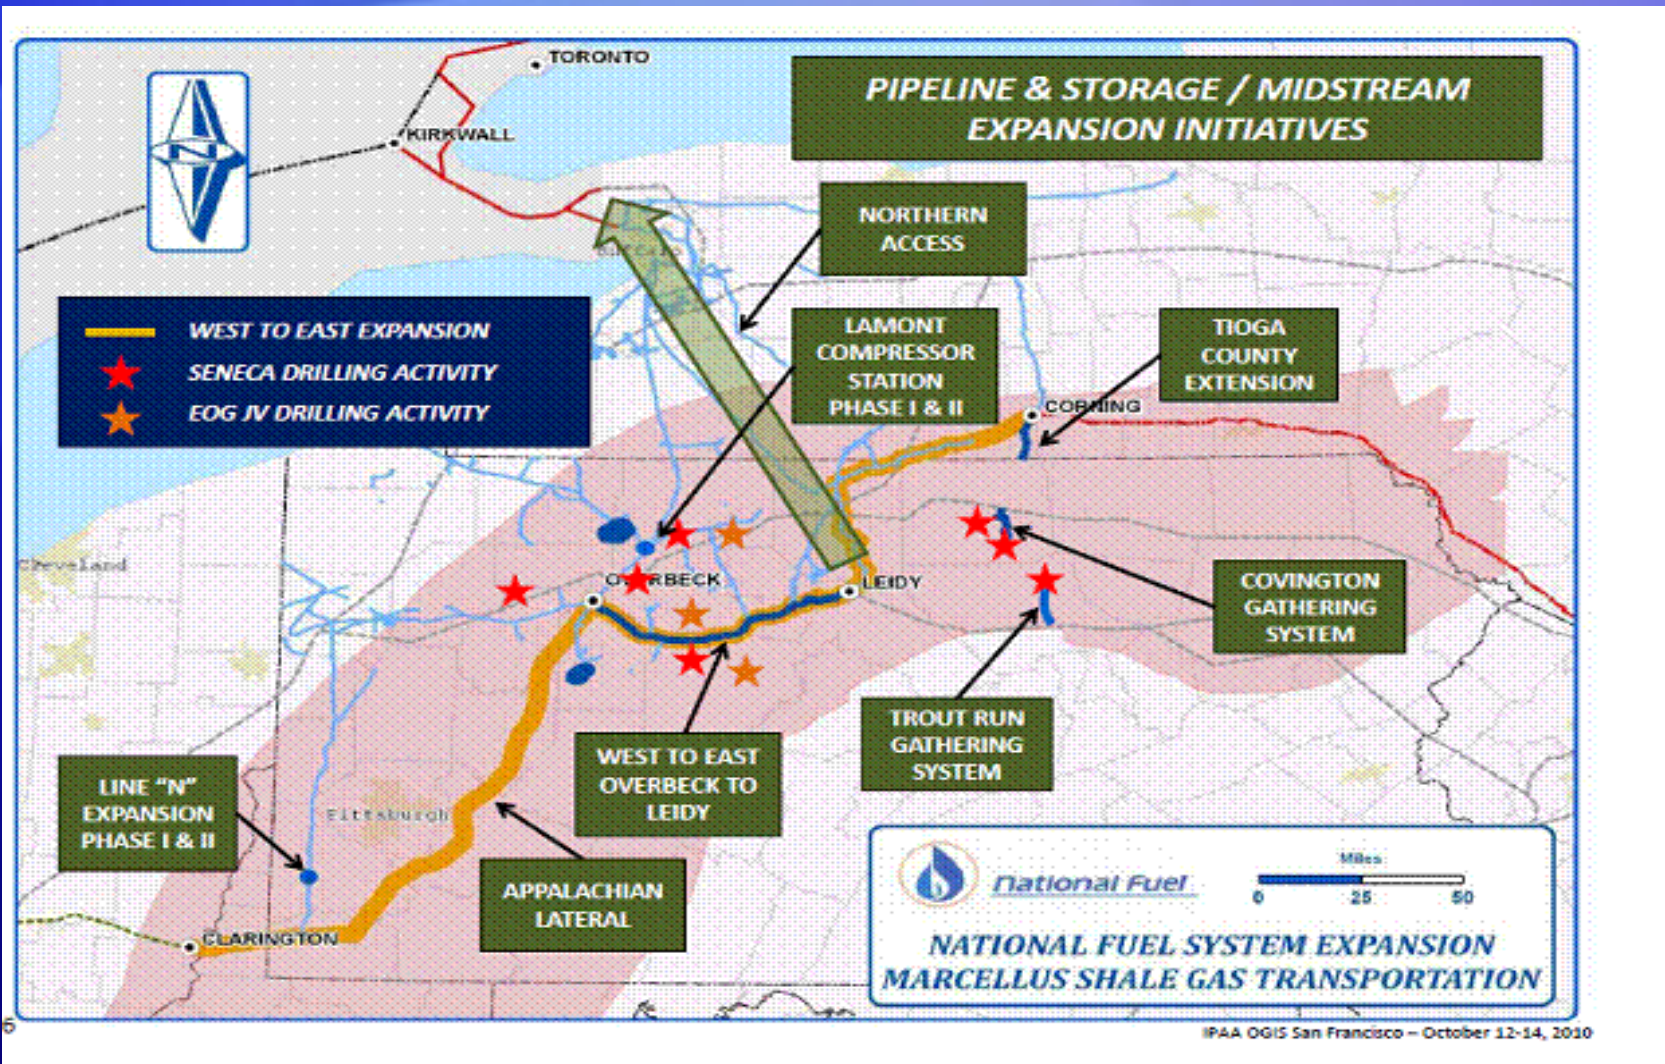 TORONTO
KIRKWALL
PIPELINE & STORAGE / MIDSTREAM
EXPANSION INITIATIVES
N
NORTHERN
ACCESS
Buffalo
WEST TO EAST EXPANSION
SENECA DRILLING ACTIVITY
EOG JV DRILLING ACTIVITY
LAMONT
COMPRESSOR
STATION
PHASE I & II
TIOGA
COUNTY
EXTENSION
CORNING
Cleveland
OVERBECK
LEIDY
COVINGTON
GATHERING
SYSTEM
TROUT RUN
GATHERING
SYSTEM
WEST TO EAST
OVERBECK TO
LEIDY
LINE “N”
EXPANSION
PHASE I & II
Pittsburgh
APPALACHIAN
LATERAL
CLARINGTON
National Fuel
Miles
0 25 50
NATIONAL FUEL SYSTEM EXPANSION
MARCELLUS SHALE GAS TRANSPORTATION
6
IPAA OGIS San Francisco – October 12-14, 2010